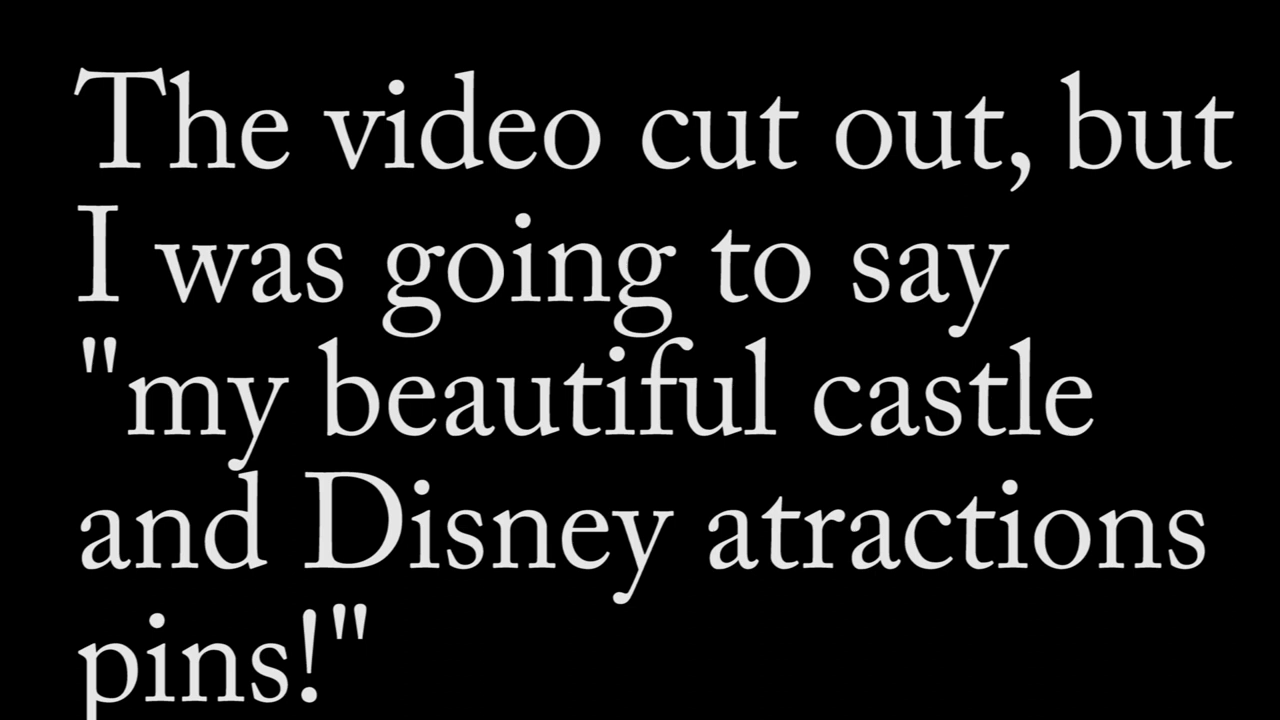 The video cut out, but
I was going to say
"my beautiful castle
and Disney atractions
pins!"